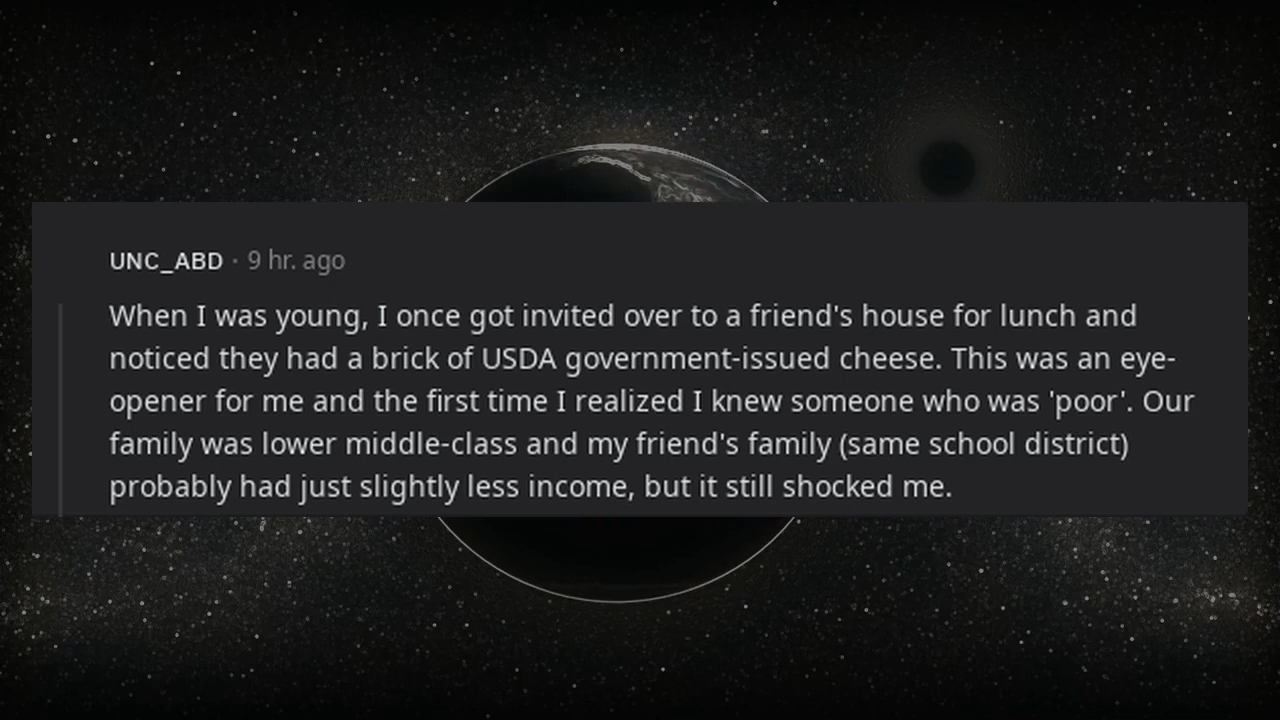 UNC_ABD · 9 hr. ago
When I was young, I once got invited over to a friend's house for lunch and
noticed they had a brick of USDA government-issued cheese. This was an eye-
opener for me and the first time I realized I knew someone who was 'poor'. Our
family was lower middle-class and my friend's family (same school district)
probably had just slightly less income, but it still shocked me.